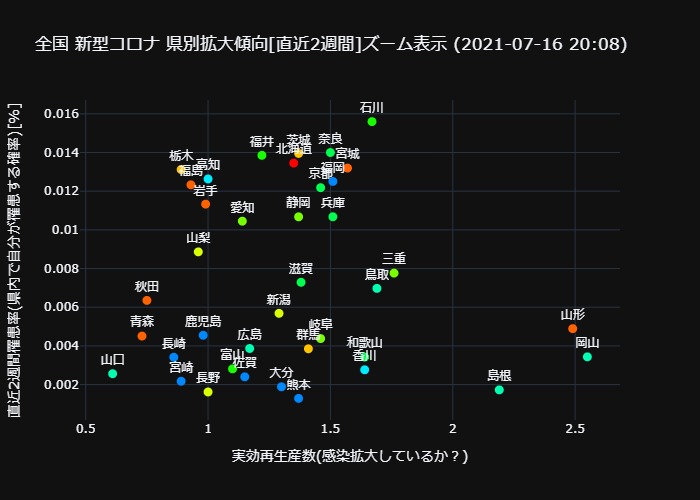 全国 新型コロナ 県別拡大傾向[直近2週間]ズーム表示 (2021-07-16 20:08)
直近2週間罹患率(県内で自分が罹患する確率)[%]
0.016
0.014
0.012
0.01
0.008
0.006
0.004
0.002
石川
茨城
奈良
福井
北海道
宮城
栃木
高知
福島
福岡
京都
岩手
愛知
静岡
兵庫
山梨
三重
滋賀
鳥取
秋田
新潟
青森
鹿児島
岐阜
山形
広島
群馬
長崎
和歌山
岡山
山口
富山
香川
宮崎
佐賀
長野
大分
熊本
島根
0.5
1
1.5
2
2.5
実効再生産数(感染拡大しているか？)